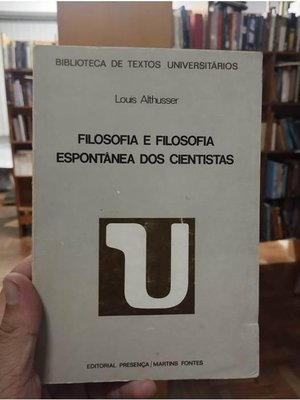 BIBLIOTECA DE TEXTOS UNIVERSITÁRIOS
Louis Althusser
FILOSOFIA E FILOSOFIA
ESPONTÂNEA DOS CIENTISTAS
U
EDITORIAL PRESENÇA/MARTINS FONTES